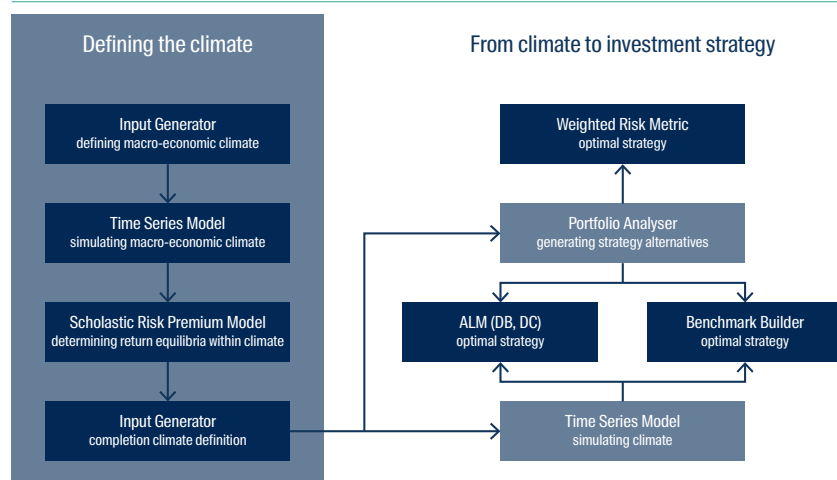 Defining the climate
Input Generator
defining macro-economic climate
Time Series Model
simulating macro-economic climate
Scholastic Risk Premium Model
determining return equilibria within climate
Input Generator
completion climate definition
From climate to investment strategy
Weighted Risk Metric
optimal strategy
Portfolio Analyser
generating strategy alternatives
ALM (DB, DC)
optimal strategy
Benchmark Builder
optimal strategy
Time Series Model
simulating climate